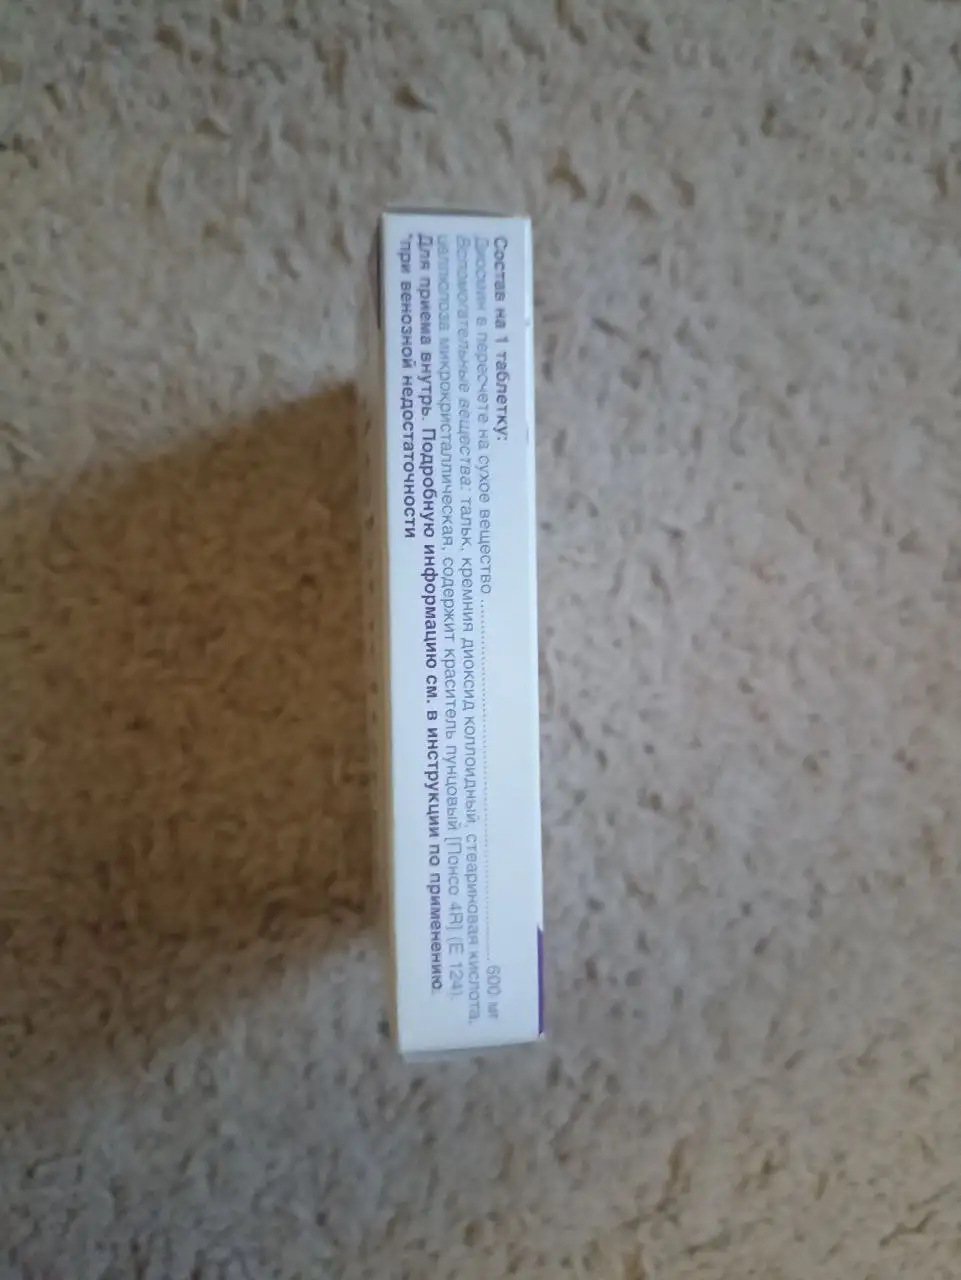 Состав на 1 таблетку:
Диосмин в пересчете на сухое вещество ........................................................ 600 мг
Вспомогательные вещества: тальк, кремния диоксид коллоидный, стеариновая кислота,
целлюлоза микрокристаллическая, содержит краситель пунцовый [Понсо 4R] (Е 124).
Для приема внутрь. Подробную информацию см. в инструкции по применению.
*при венозной недостаточности